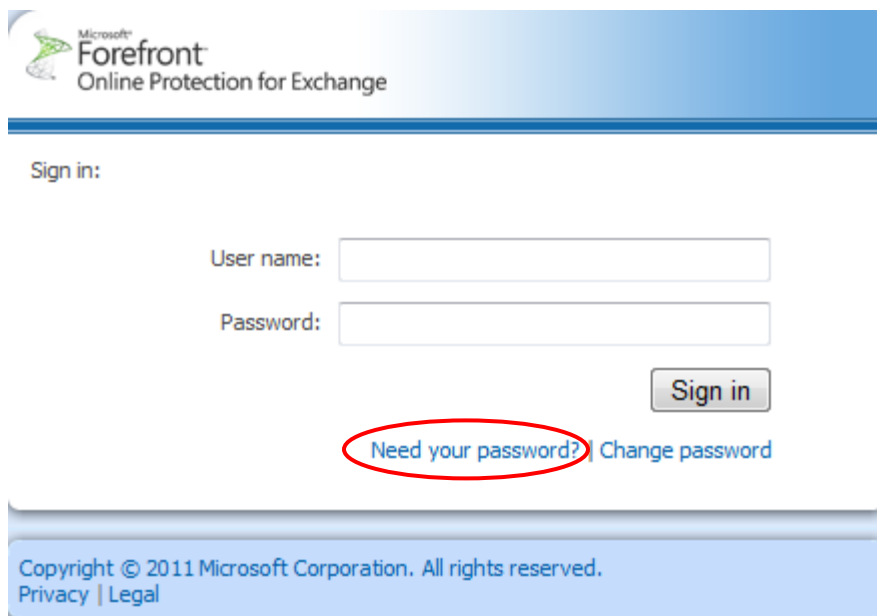 Microsoft®
Forefront™
Online Protection for Exchange
Sign in:
User name:
Password:
Sign in
Need your password? | Change password
Copyright © 2011 Microsoft Corporation. All rights reserved.
Privacy | Legal